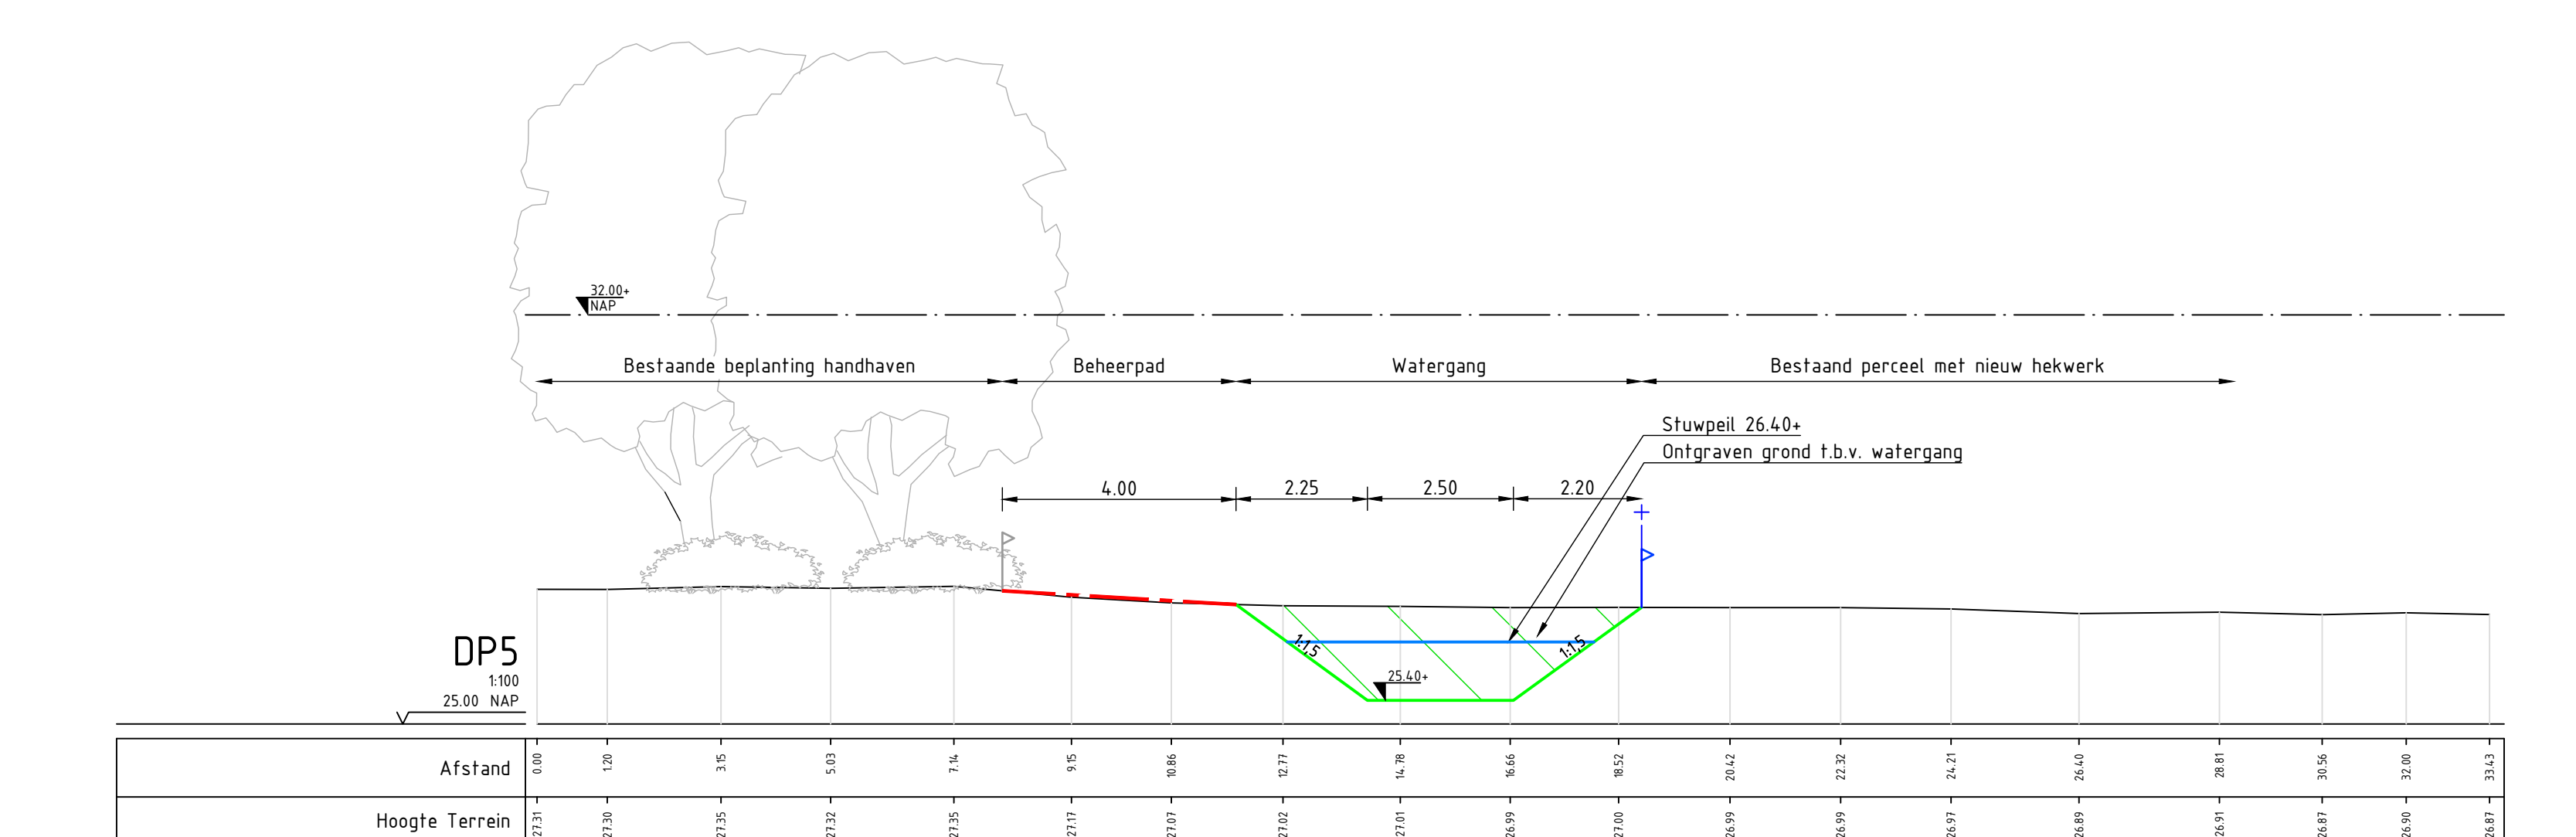 32.00+
NAP
Bestaande beplanting handhaven
Beheerpad
Watergang
Bestaand perceel met nieuw hekwerk
Stuwpeil 26.40+
Ontgraven grond t.b.v. watergang
4.00
2.25
2.50
2.20
1:1,5
1:1,5
25.40+
DP5
1:100
25.00 NAP
Afstand 0.00 1.20 3.15 5.03 7.14 9.15 10.86 12.77 14.78 16.66 18.52 20.42 22.32 24.21 26.40 28.81 30.56 32.00 33.43
Hoogte Terrein 27.31 27.30 27.35 27.32 27.35 27.17 27.07 27.02 27.01 26.99 27.00 26.99 26.99 26.97 26.89 26.91 26.87 26.90 26.87